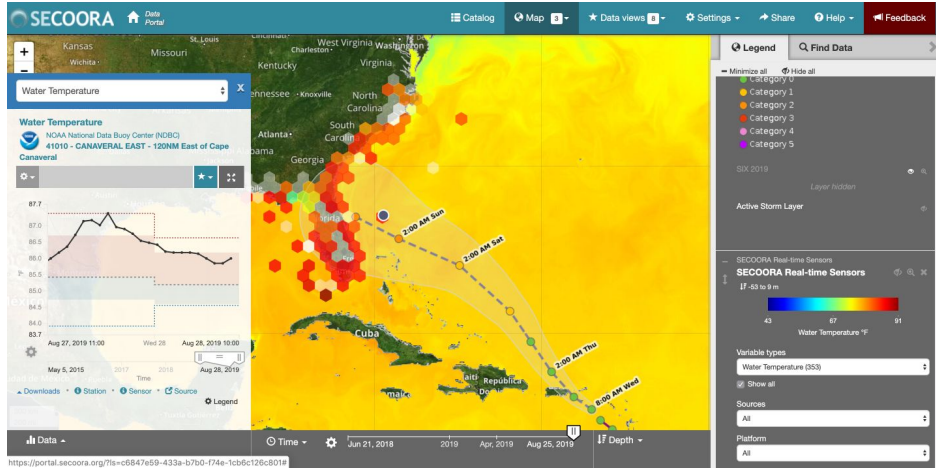 SECOORA
Data
Portal
Catalog
Map 3
Data views 8
Settings
Share
Help
Feedback
Legend
Find Data
Minimize all
Hide all
Category 0
Category 1
Category 2
Category 3
Category 4
Category 5
SIX 2019
Layer hidden
Active Storm Layer
SECOORA Real-time Sensors
SECOORA Real-time Sensors
-53 to 9 m
43
67
91
Water Temperature °F
Variable types
Water Temperature (353)
Show all
Sources
All
Platform
All
+
−
Kansas
Wichita
Missouri
St. Louis
West Virginia
Charleston
Washington
Kentucky
Virginia
Knoxville
North
Carolina
Atlanta
South
Georgia
Cuba
República
2:00 AM Sun
2:00 AM Sat
2:00 AM Thu
8:00 AM Wed
Water Temperature
X
Water Temperature
NOAA National Data Buoy Center (NDBC)
41010 - CANAVERAL EAST - 120NM East of Cape
Canaveral
87.7
87.0
86.5
86.0
85.5
85.0
84.5
84.0
83.7
°F
Aug 27, 2019 11:00
Wed 28
Aug 28, 2019 10:00
May 5, 2015
2017
2018
Aug 28, 2019
Time
Downloads
Station
Sensor
Source
Legend
Data
Time
Jun 21, 2018
2019
Apr, 2019
Aug 25, 2019
Depth
https://portal.secoora.org/?ls=c6847e59-433a-b7b0-f74e-1cb6c126c801#